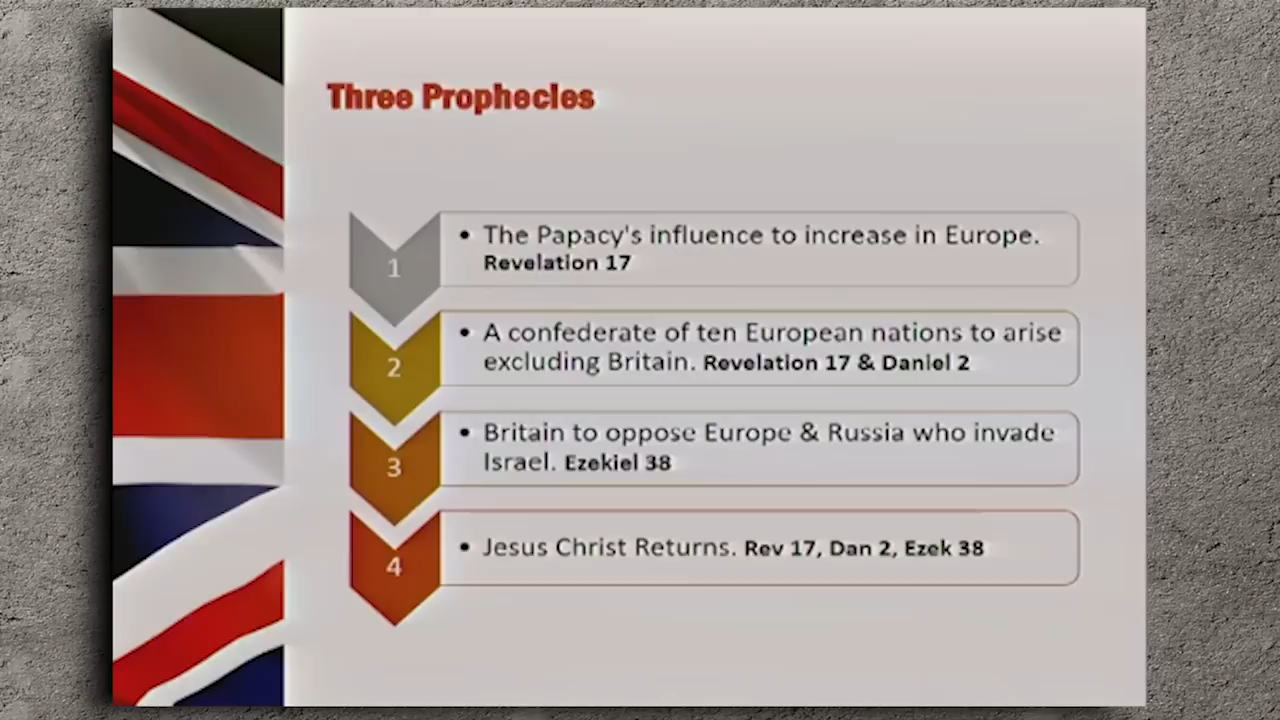 Three Prophecies
1
• The Papacy's influence to increase in Europe.
Revelation 17
2
• A confederate of ten European nations to arise
excluding Britain. Revelation 17 & Daniel 2
3
• Britain to oppose Europe & Russia who invade
Israel. Ezekiel 38
4
• Jesus Christ Returns. Rev 17, Dan 2, Ezek 38